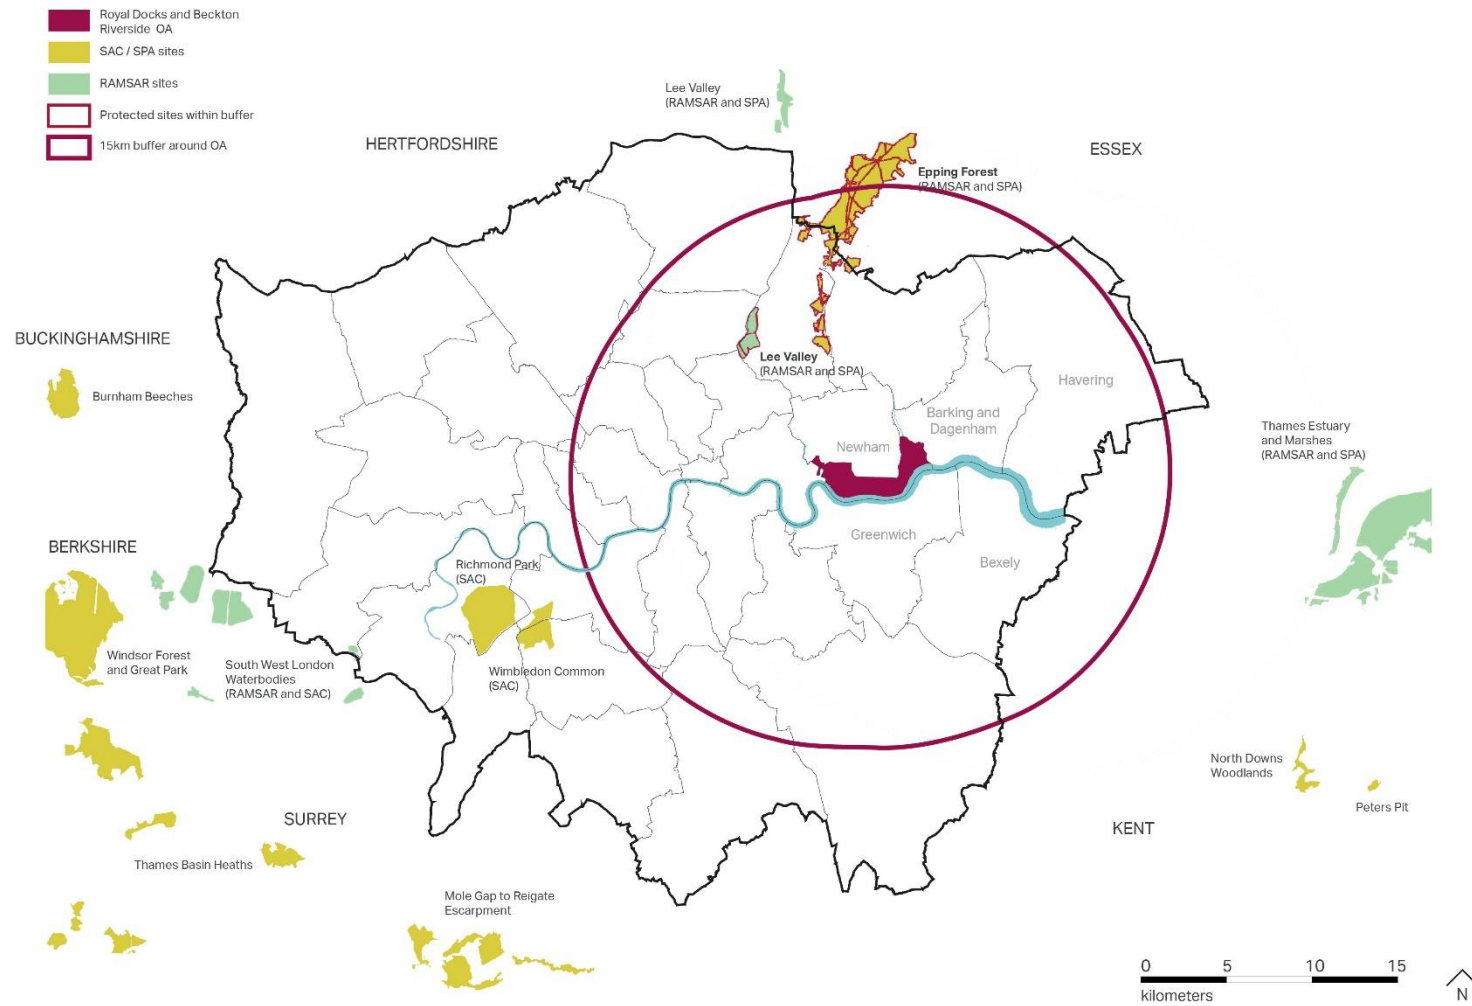 Royal Docks and Beckton
Riverside OA
SAC / SPA sites
RAMSAR sites
Protected sites within buffer
15km buffer around OA
Lee Valley
(RAMSAR and SPA)
HERTFORDSHIRE
ESSEX
Epping Forest
(RAMSAR and SPA)
BUCKINGHAMSHIRE
Burnham Beeches
Lee Valley
(RAMSAR and SPA)
Havering
Barking and
Dagenham
Newham
Thames Estuary
and Marshes
(RAMSAR and SPA)
Greenwich
Bexely
BERKSHIRE
Richmond Park
(SAC)
Windsor Forest
and Great Park
South West London
Waterbodies
(RAMSAR and SAC)
Wimbledon Common
(SAC)
North Downs
Woodlands
Peters Pit
SURREY
KENT
Thames Basin Heaths
Mole Gap to Reigate
Escarpment
0 5 10 15
kilometers
N